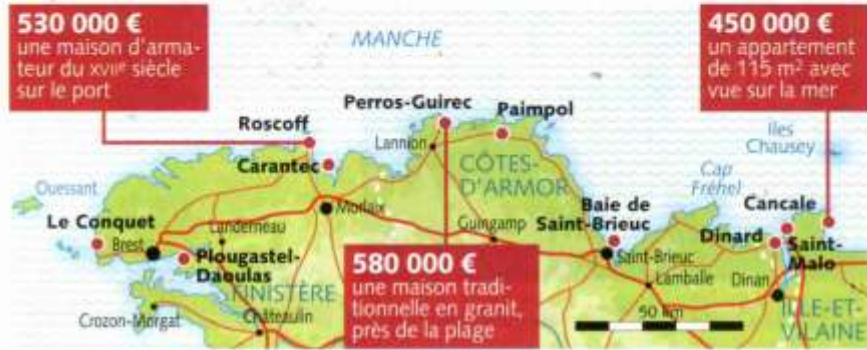 530 000 €
une maison d'arma-
teur du XVIIe siècle
sur le port
MANCHE
450 000 €
un appartement
de 115 m² avec
vue sur la mer
Perros-Guirec
Paimpol
Roscoff
Lannion
Iles
Chausey
Carantec
CÔTES-
D'ARMOR
Cap
Fréhel
Ouessant
Baie de
Saint-Brieuc
Cancale
Le Conquet
Landerneau
Morlaix
Guingamp
Dinard
Saint-
Malo
Brest
Plougastel-
Daoulas
580 000 €
une maison tradi-
tionnelle en granit,
près de la plage
Saint-Brieuc
Lamballe
Dinan
FINISTÈRE
Crozon-Morgat
Châteaulin
50 km
ILLE-ET-
VILAINE